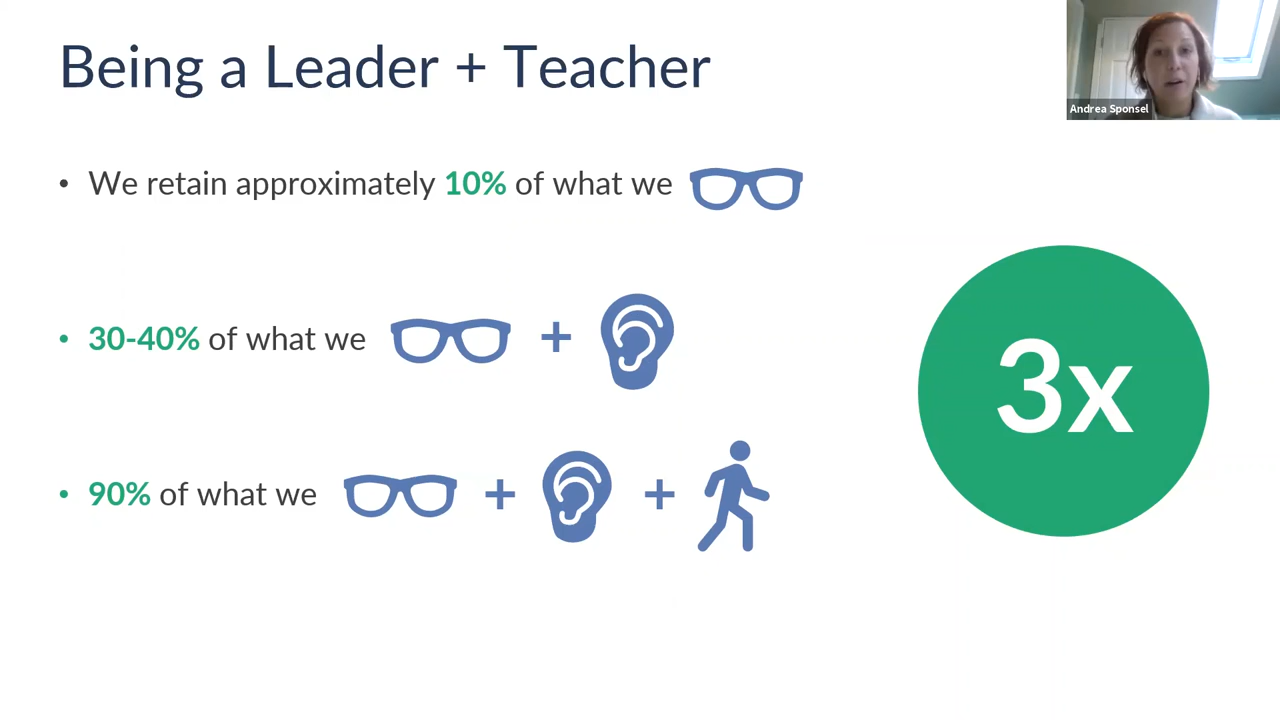 Being a Leader + Teacher
Andrea Sponsel
• We retain approximately 10% of what we
• 30-40% of what we +
3x
• 90% of what we + +